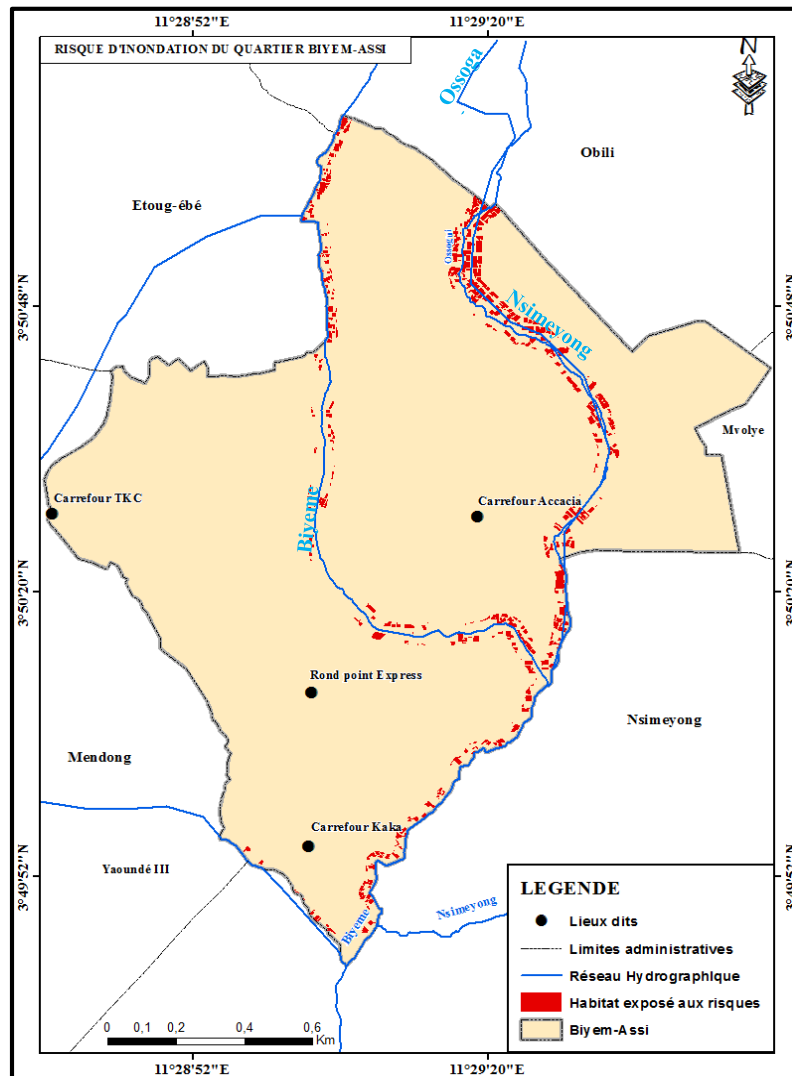 11°28'52"E
11°29'20"E
RISQUE D'INONDATION DU QUARTIER BIYEM-ASSI
N
Ossoga
Obili
Etoug-ébé
Ossogui
3°50'48"N
3°50'48"N
Nsimeyong
Mvolye
Carrefour TKC
Carrefour Accacia
Biyeme
3°50'20"N
3°50'20"N
Rond point Express
Nsimeyong
Mendong
Carrefour Kaka
Yaoundé III
3°49'52"N
3°49'52"N
Nsimeyong
Biyeme
LEGENDE
Lieux dits
Limites administratives
Réseau Hydrographique
Habitat exposé aux risques
Biyem-Assi
0 0,1 0,2 0,4 0,6
Km
11°28'52"E
11°29'20"E